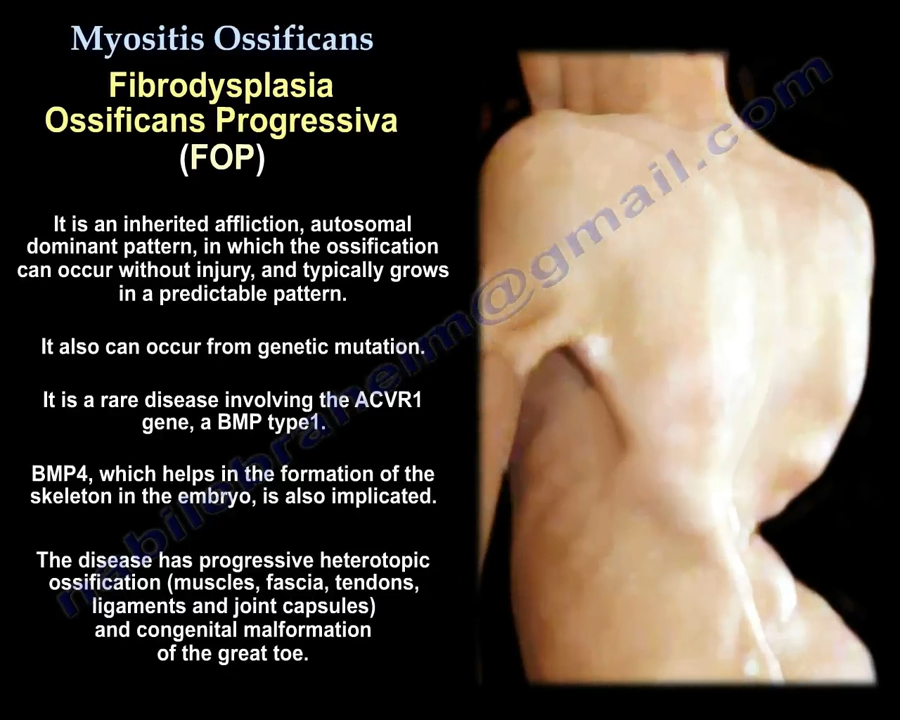 Myositis Ossificans
Fibrodysplasia
Ossificans Progressiva
(FOP)
It is an inherited affliction, autosomal
dominant pattern, in which the ossification
can occur without injury, and typically grows
in a predictable pattern.
It also can occur from genetic mutation.
It is a rare disease involving the ACVR1
gene, a BMP type1.
BMP4, which helps in the formation of the
skeleton in the embryo, is also implicated.
The disease has progressive heterotopic
ossification (muscles, fascia, tendons,
ligaments and joint capsules)
and congenital malformation
of the great toe.
nabilebraheim@gmail.com